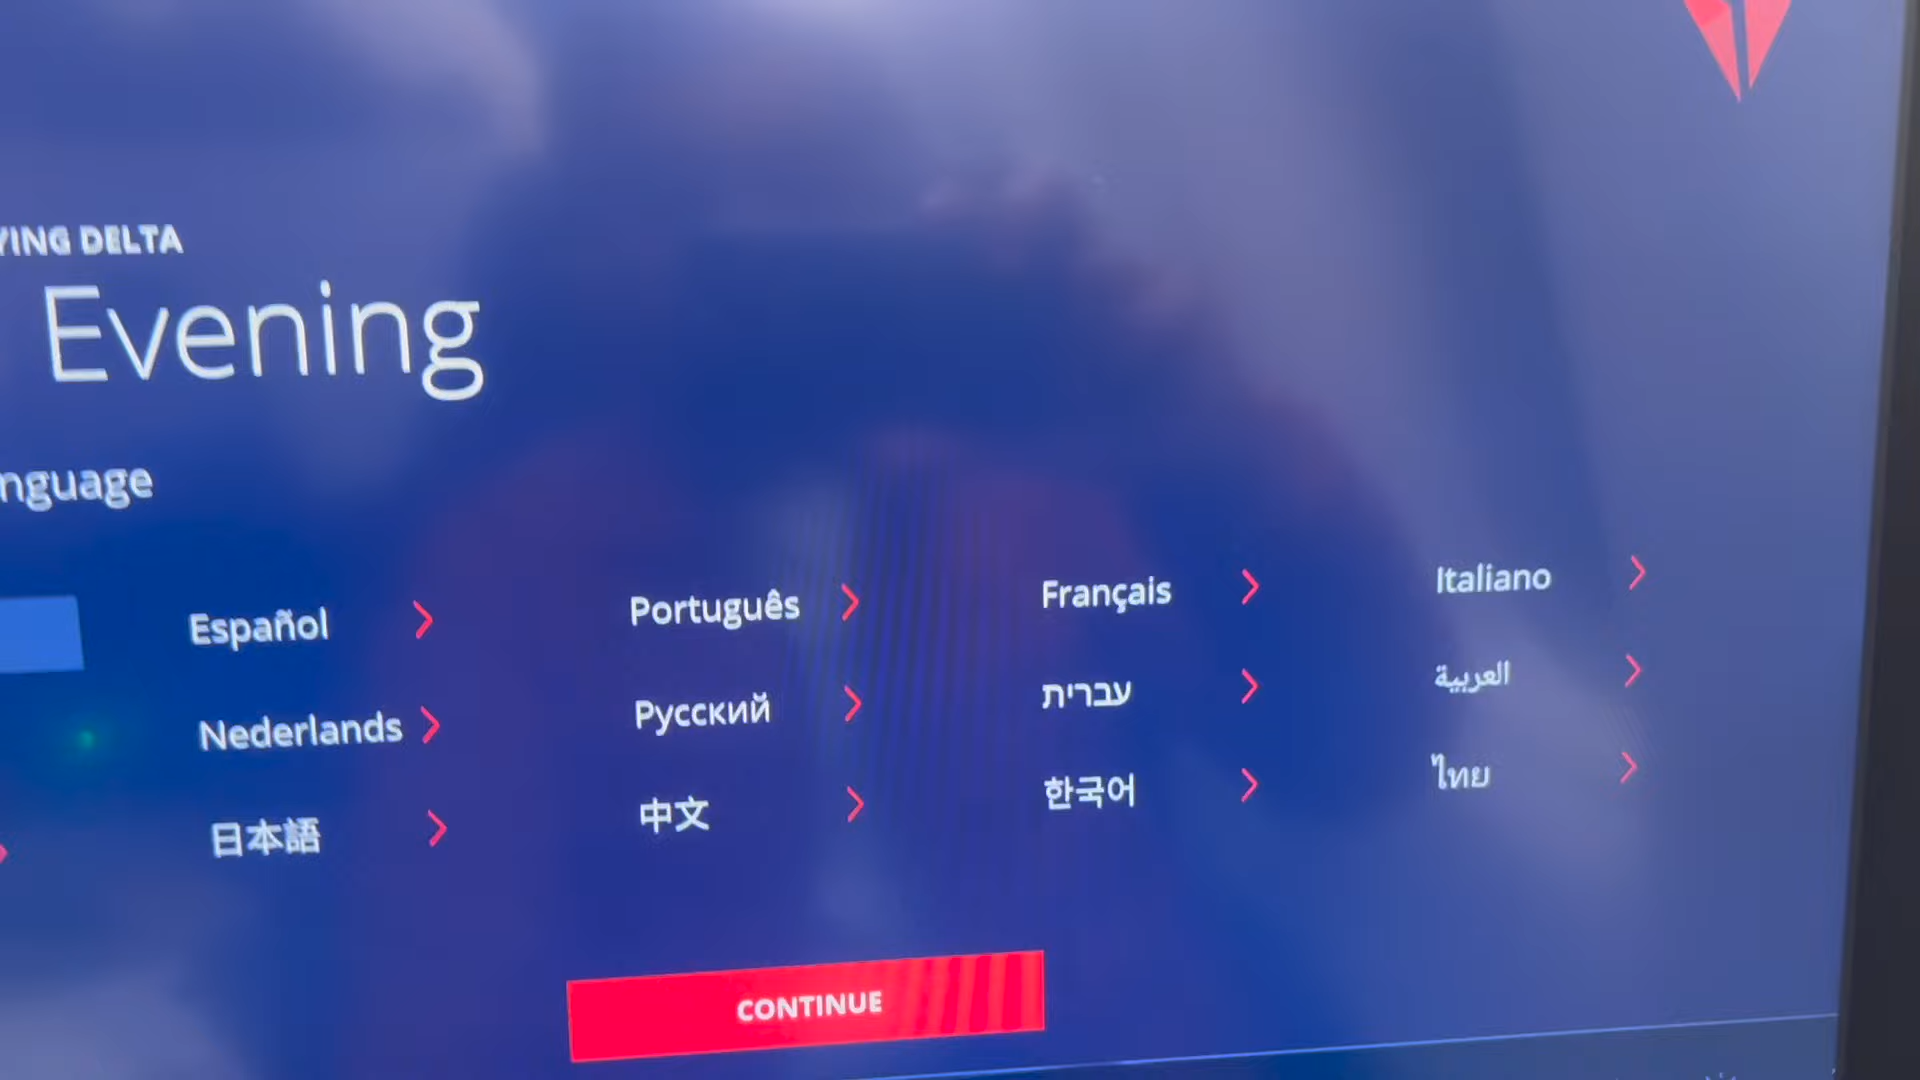 YING DELTA
Evening
nguage
Español
Português
Français
Italiano
Nederlands
Русский
עברית
العربية
日本語
中文
한국어
ไทย
CONTINUE